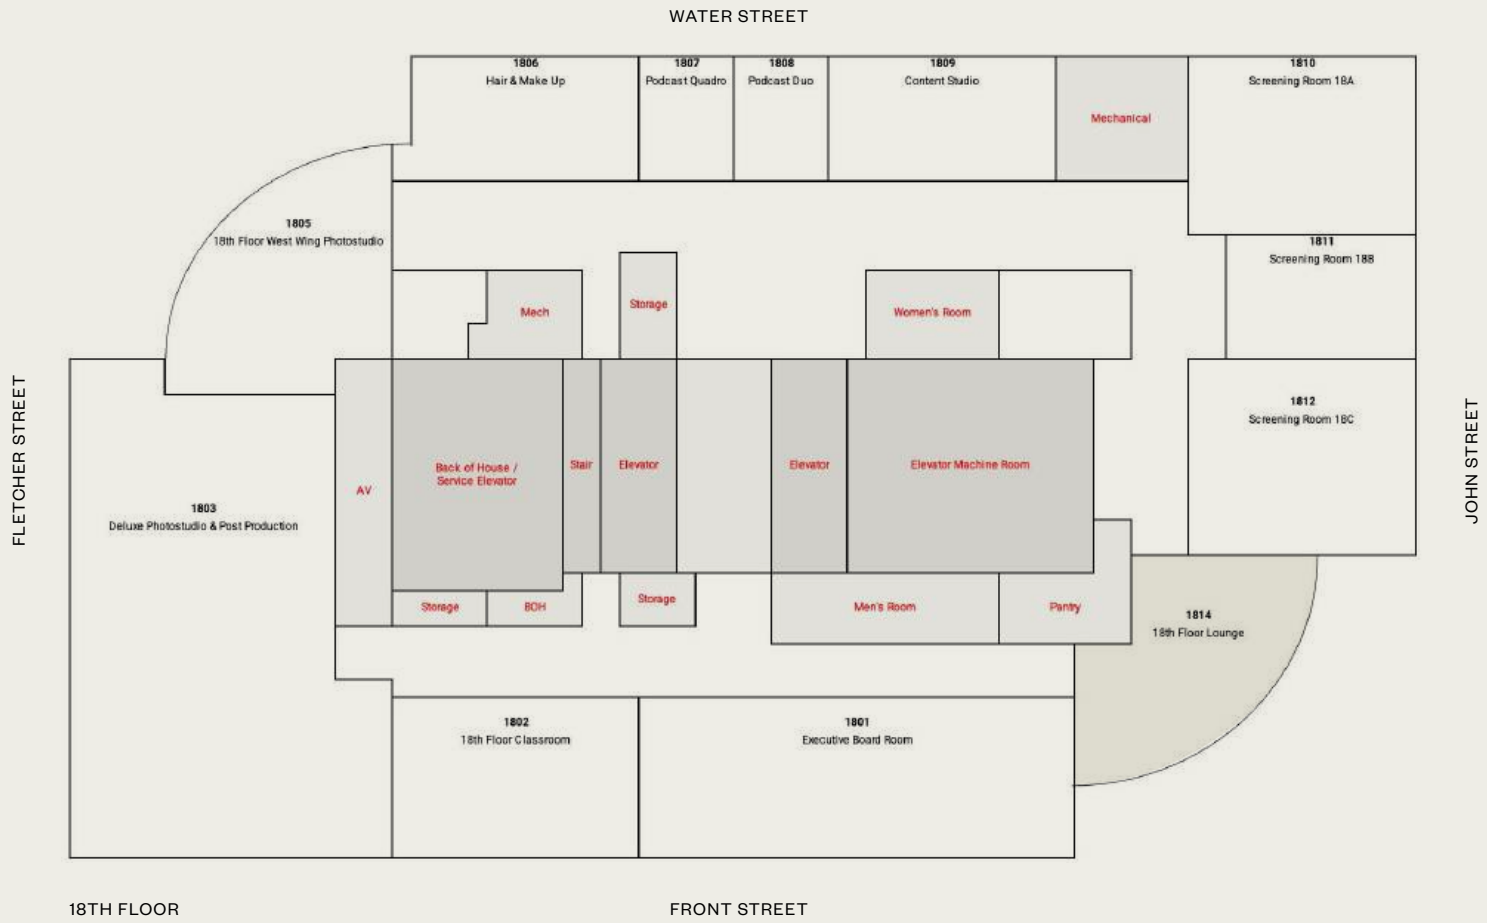 WATER STREET
1806
Hair & Make Up
1807
Podcast Quadro
1808
Podcast Duo
1809
Content Studio
Mechanical
1810
Screening Room 18A
1805
18th Floor West Wing Photostudio
1811
Screening Room 18B
Mech
Storage
Women's Room
FLETCHER STREET
1803
Deluxe Photostudio & Post Production
AV
Back of House /
Service Elevator
Stair
Elevator
Elevator
Elevator Machine Room
1812
Screening Room 18C
JOHN STREET
Storage
BOH
Storage
Men's Room
Pantry
1814
18th Floor Lounge
1802
18th Floor Classroom
1801
Executive Board Room
18TH FLOOR
FRONT STREET